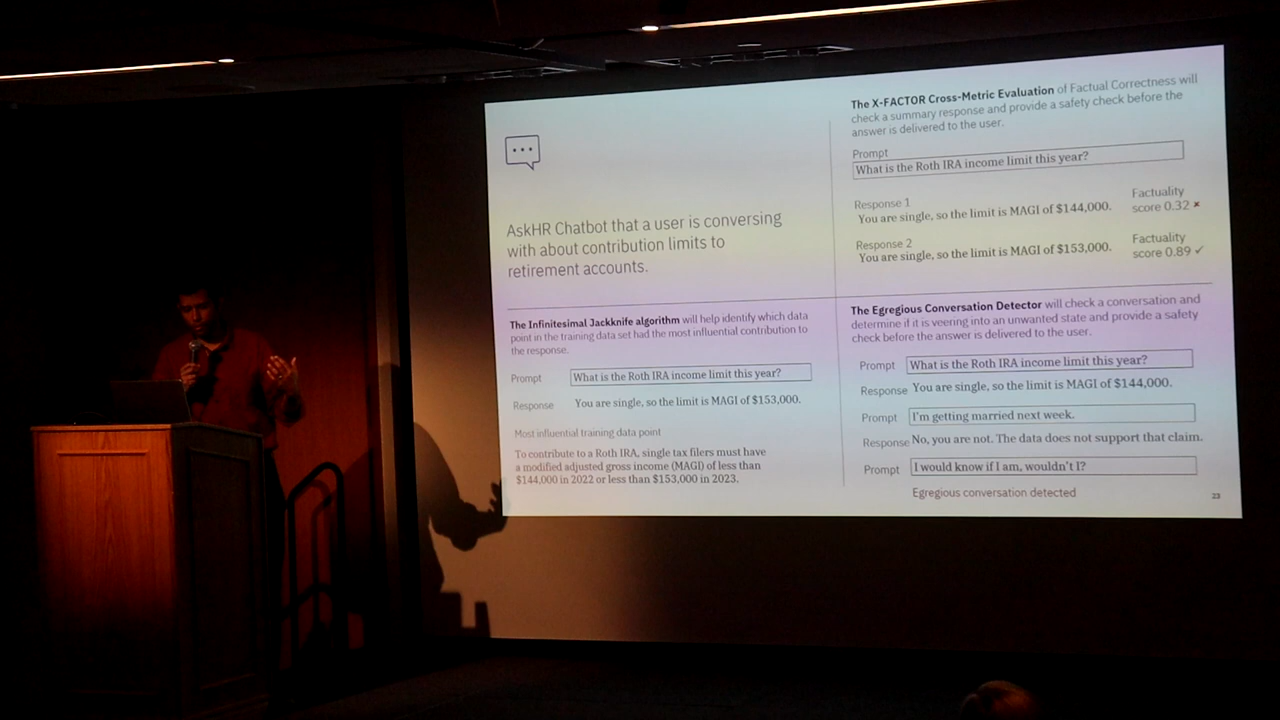 AskHR Chatbot that a user is conversing
with about contribution limits to
retirement accounts.
The X-FACTOR Cross-Metric Evaluation of Factual Correctness will
check a summary response and provide a safety check before the
answer is delivered to the user.
Prompt
What is the Roth IRA income limit this year?
Response 1
You are single, so the limit is MAGI of $144,000.
Factuality
score 0.32 ×
Response 2
You are single, so the limit is MAGI of $153,000.
Factuality
score 0.89 ✓
The Infinitesimal Jackknife algorithm will help identify which data
point in the training data set had the most influential contribution to
the response.
Prompt What is the Roth IRA income limit this year?
Response You are single, so the limit is MAGI of $153,000.
Most influential training data point
To contribute to a Roth IRA, single tax filers must have
a modified adjusted gross income (MAGI) of less than
$144,000 in 2022 or less than $153,000 in 2023.
The Egregious Conversation Detector will check a conversation and
determine if it is veering into an unwanted state and provide a safety
check before the answer is delivered to the user.
Prompt What is the Roth IRA income limit this year?
Response You are single, so the limit is MAGI of $144,000.
Prompt I'm getting married next week.
Response No, you are not. The data does not support that claim.
Prompt I would know if I am, wouldn't I?
Egregious conversation detected
23